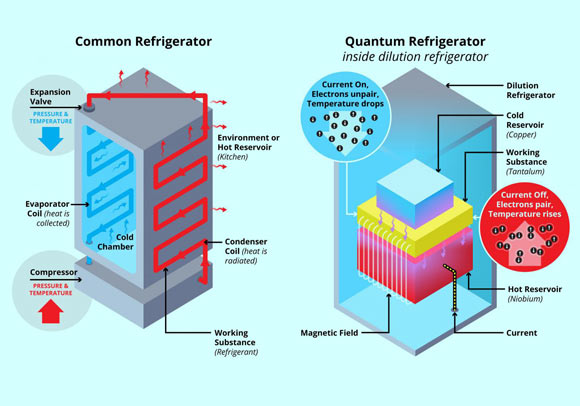 Common Refrigerator
Expansion
Valve
PRESSURE &
TEMPERATURE
Environment or
Hot Reservoir
(Kitchen)
Evaporator
Coil (heat is
collected)
Cold
Chamber
Condenser
Coil (heat is
radiated)
Compressor
PRESSURE &
TEMPERATURE
Working
Substance
(Refrigerant)
Quantum Refrigerator
inside dilution refrigerator
Current On,
Electrons unpair,
Temperature drops
Dilution
Refrigerator
Cold
Reservoir
(Copper)
Working
Substance
(Tantalum)
Current Off,
Electrons pair,
Temperature rises
Hot Reservoir
(Niobium)
Magnetic Field
Current